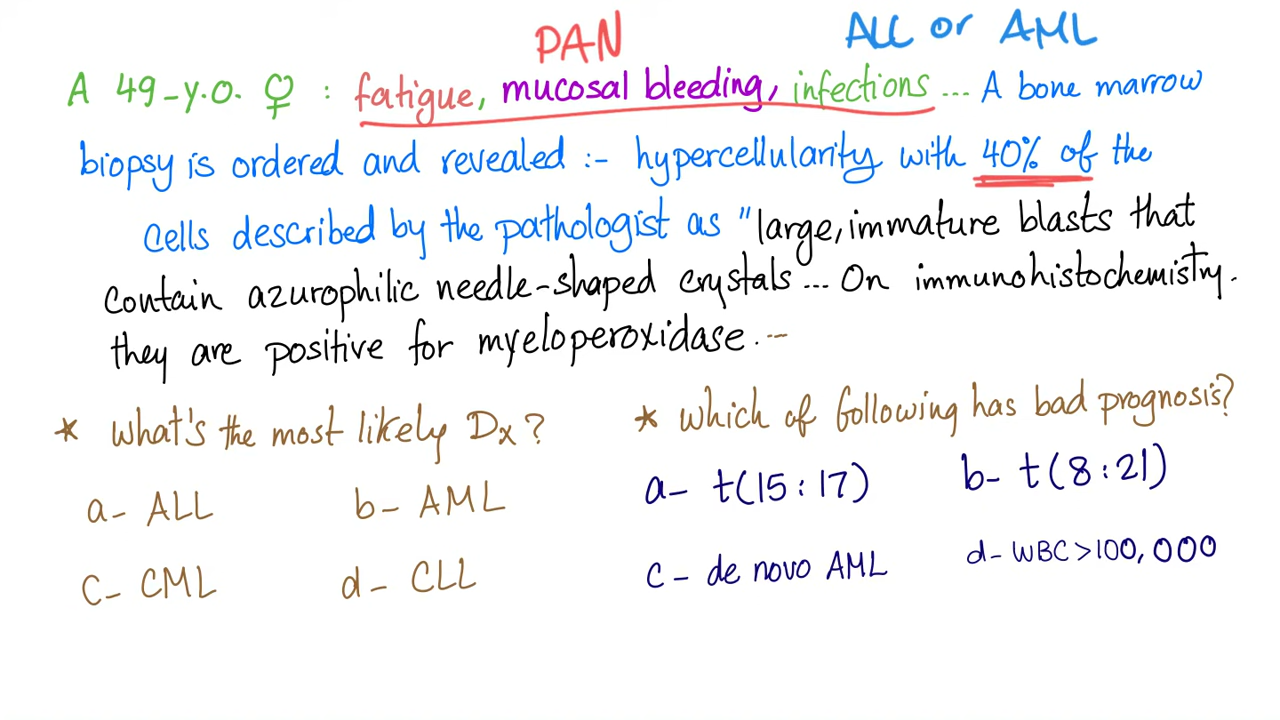 PAN
ALL or AML
A 49-y.o. ♀ : fatigue, mucosal bleeding, infections... A bone marrow
biopsy is ordered and revealed :- hypercellularity with 40% of the
cells described by the pathologist as "large, immature blasts that
contain azurophilic needle-shaped crystals... On immunohistochemistry.
they are positive for myeloperoxidase...
* What's the most likely Dx?
a- ALL
b- AML
C- CML
d- CLL
* Which of following has bad prognosis?
a- t(15:17)
b- t(8:21)
c- de novo AML
d- WBC>100,000